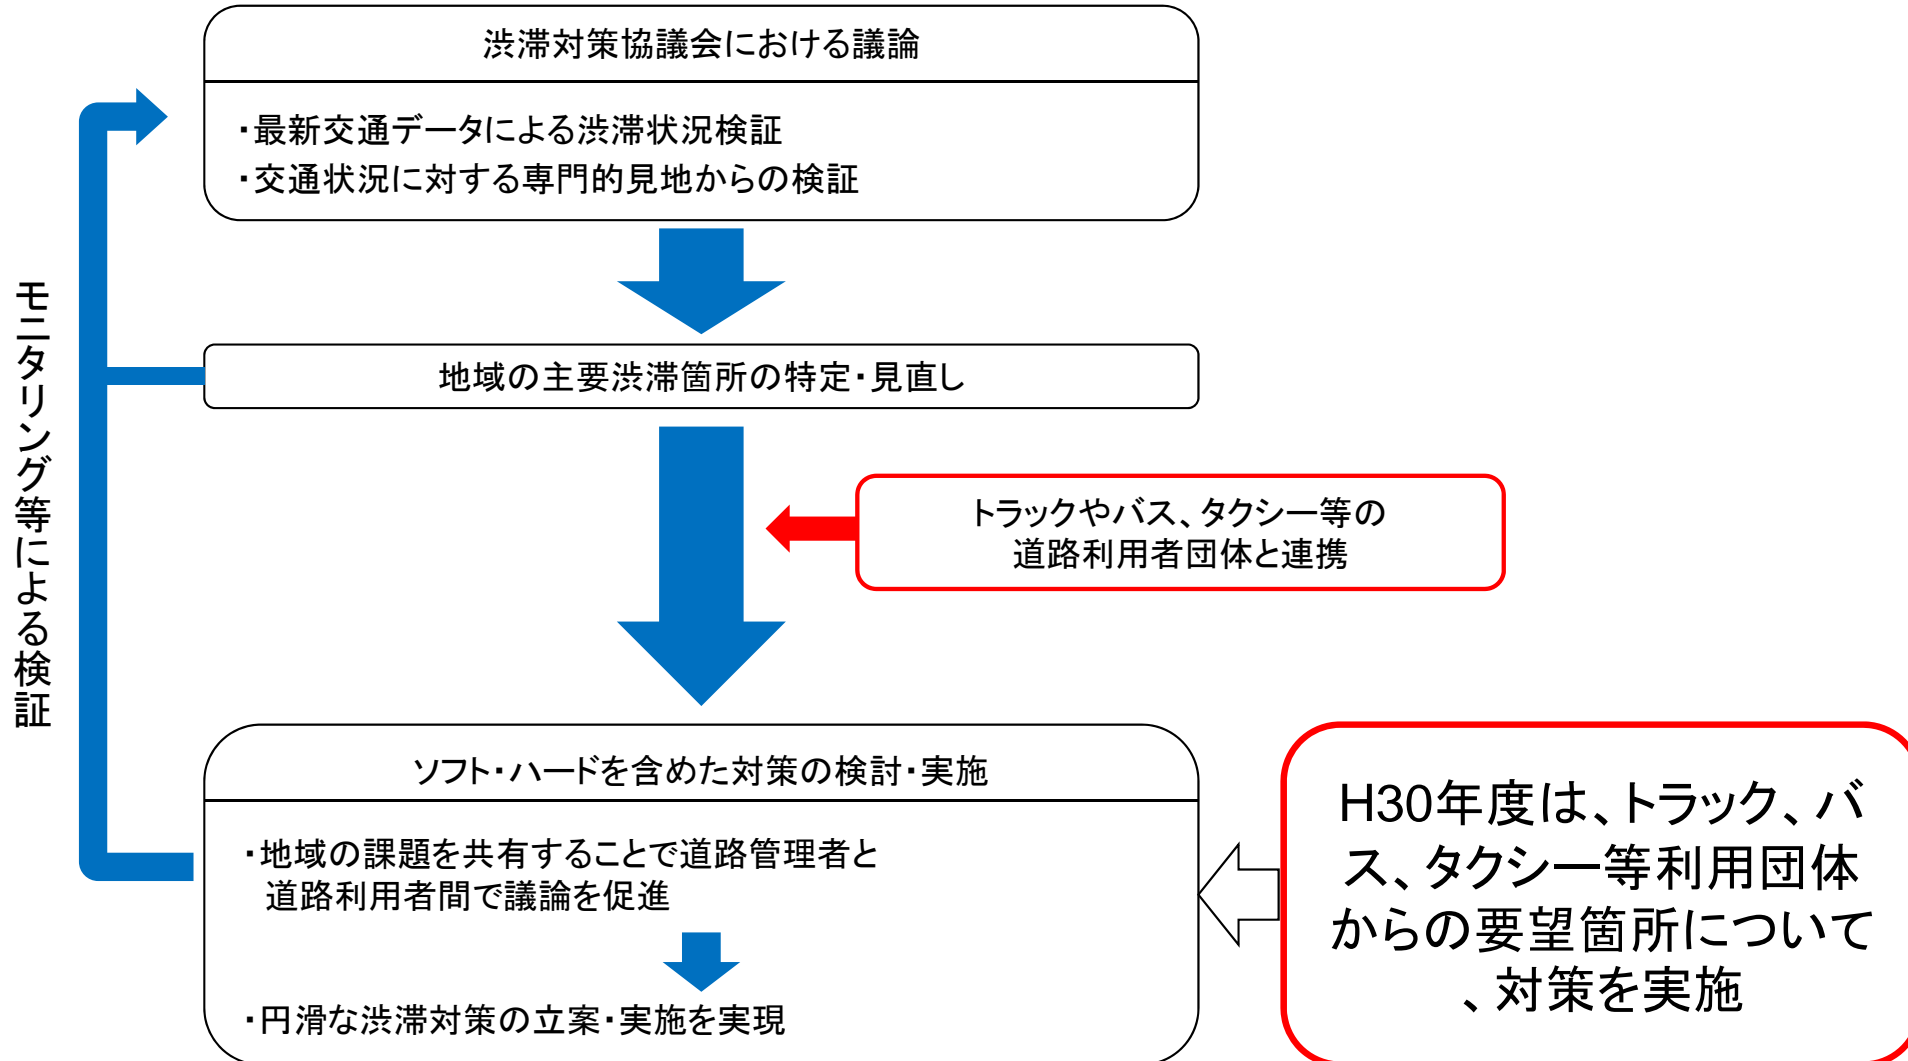 渋滞対策協議会における議論
・最新交通データによる渋滞状況検証
・交通状況に対する専門的見地からの検証
モニタリング等による検証
地域の主要渋滞箇所の特定・見直し
トラックやバス、タクシー等の
道路利用者団体と連携
ソフト・ハードを含めた対策の検討・実施
・地域の課題を共有することで道路管理者と
道路利用者間で議論を促進
・円滑な渋滞対策の立案・実施を実現
H30年度は、トラック、バ
ス、タクシー等利用団体
からの要望箇所について
、対策を実施